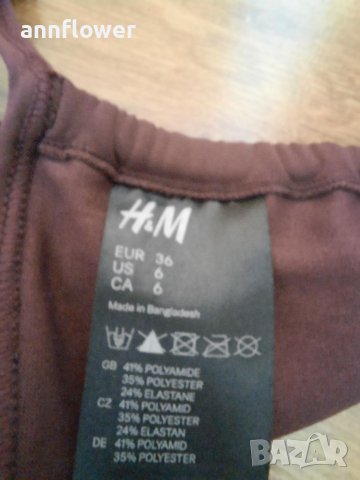 annflower
H&M
EUR 36
US 6
CA 6
Made in Bangladesh
GB 41% POLYAMIDE
35% POLYESTER
24% ELASTANE
CZ 41% POLYAMID
35% POLYESTER
24% ELASTAN
DE 41% POLYAMID
35% POLYESTER
BAZAR